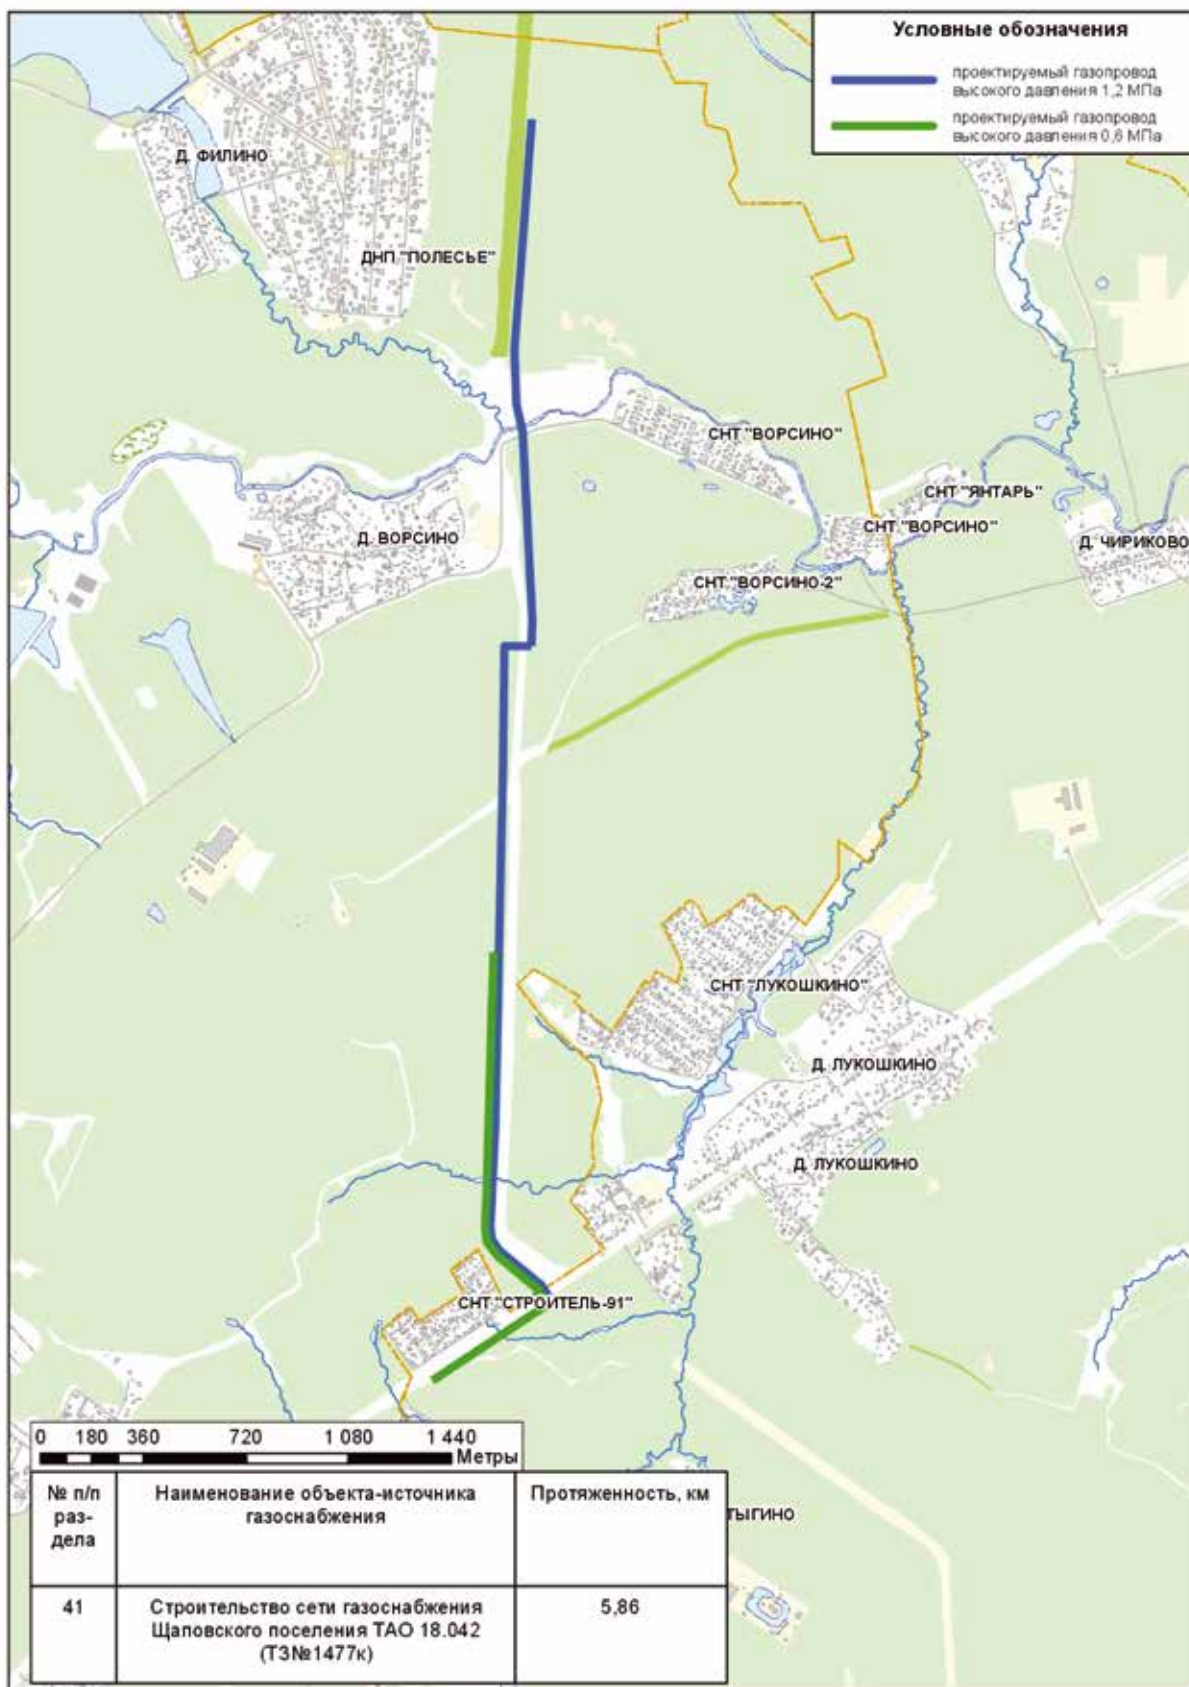 Условные обозначения
проектируемый газопровод
высокого давления 1,2 МПа
проектируемый газопровод
высокого давления 0,6 МПа
Д. ФИЛИНО
ДНП "ПОЛЕСЬЕ"
СНТ "ВОРСИНО"
СНТ "ЯНТАРЬ"
СНТ "ВОРСИНО"
Д. ВОРСИНО
Д. ЧИРИКОВО
СНТ "ВОРСИНО-2"
СНТ "ЛУКОШКИНО"
Д. ЛУКОШКИНО
Д. ЛУКОШКИНО
СНТ "СТРОИТЕЛЬ-91"
0 180 360 720 1 080 1 440
Метры
№ п/п
раз-
дела
Наименование объекта-источника
газоснабжения
Протяженность, км
ТЫГИНО
41
Строительство сети газоснабжения
Щаповского поселения ТАО 18.042
(ТЗ№1477к)
5,86